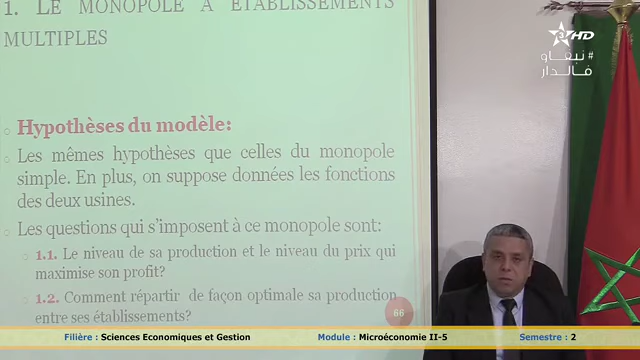 1. LE MONOPOLE A ETABLISSEMENTS
MULTIPLES
Hypothèses du modèle:
Les mêmes hypothèses que celles du monopole
simple. En plus, on suppose données les fonctions
des deux usines.
Les questions qui s'imposent à ce monopole sont:
1.1. Le niveau de sa production et le niveau du prix qui
maximise son profit?
1.2. Comment répartir de façon optimale sa production
entre ses établissements?
66
HD
#نبقاو
فالدار
Filière : Sciences Economiques et Gestion Module : Microéconomie II-5 Semestre : 2